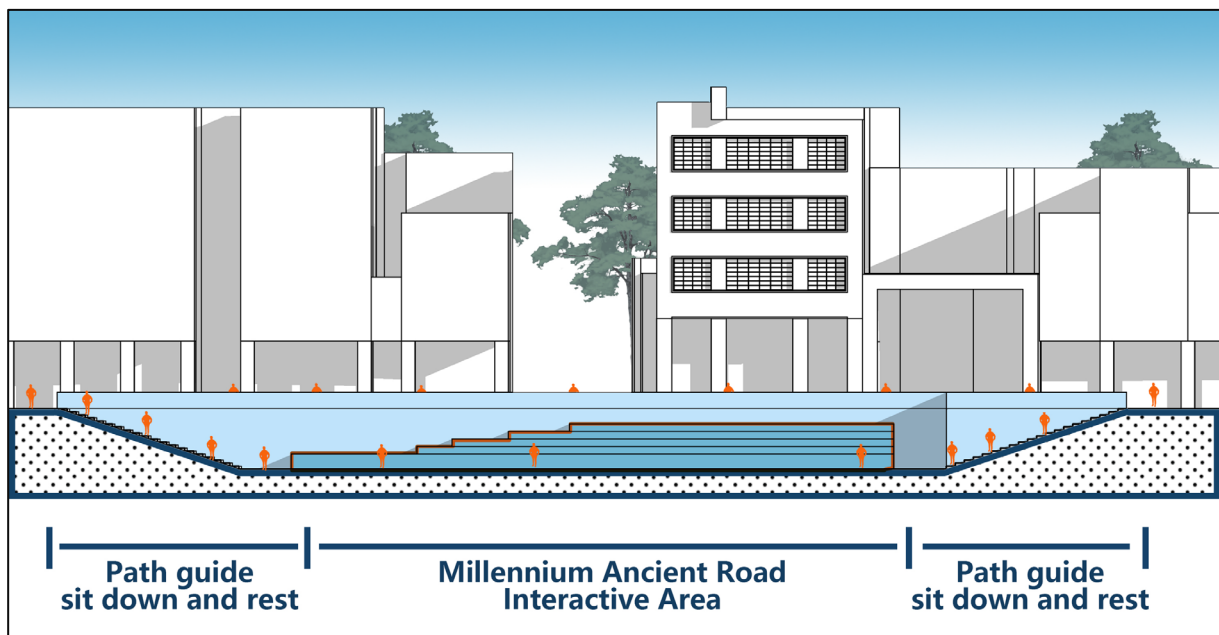 Path guide
sit down and rest
Millennium Ancient Road
Interactive Area
Path guide
sit down and rest